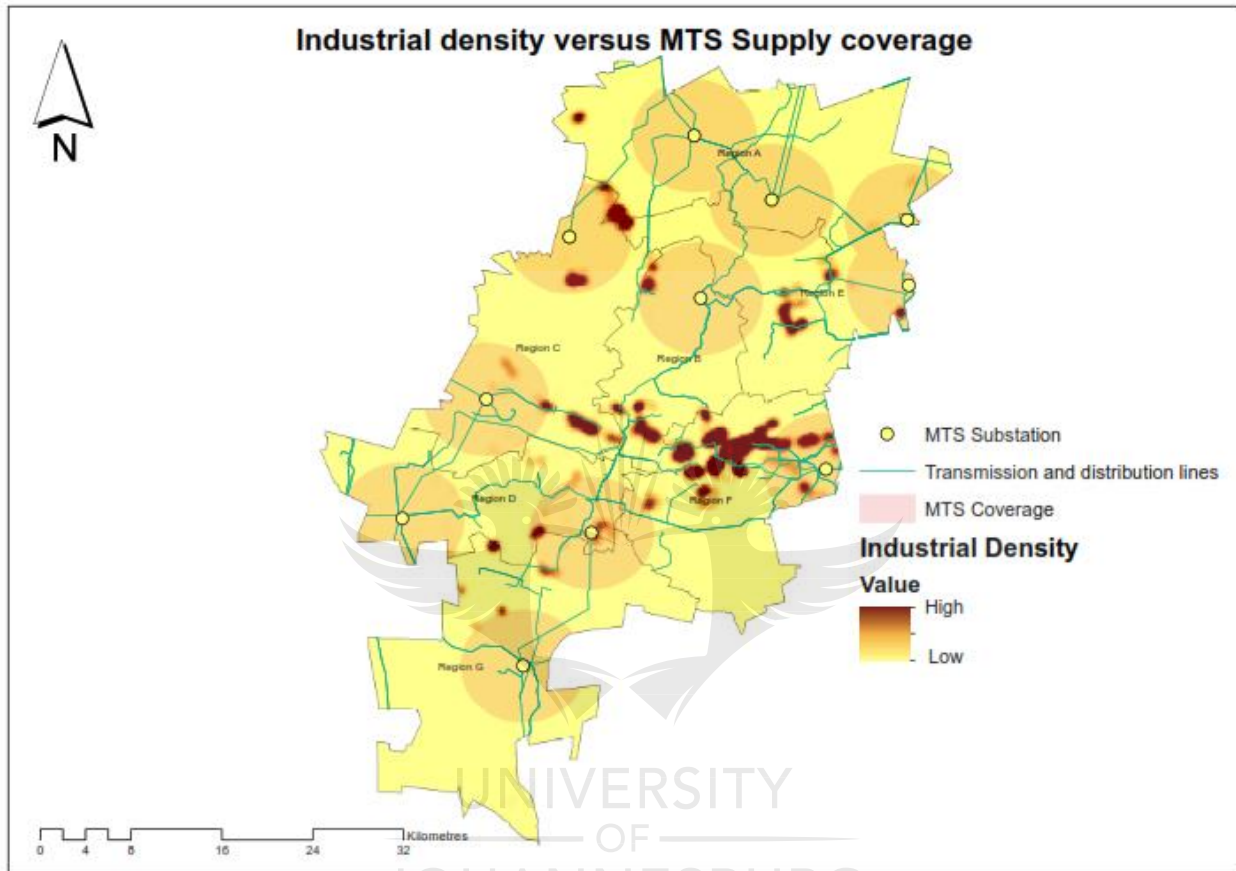 Industrial density versus MTS Supply coverage
N
Region A
Region E
Region C
Region B
MTS Substation
Transmission and distribution lines
Region D
Region F
MTS Coverage
Industrial Density
Value
High
Low
Region G
UNIVERSITY
OF
JOHANNESBURG
Kilometres
0 4 8 16 24 32